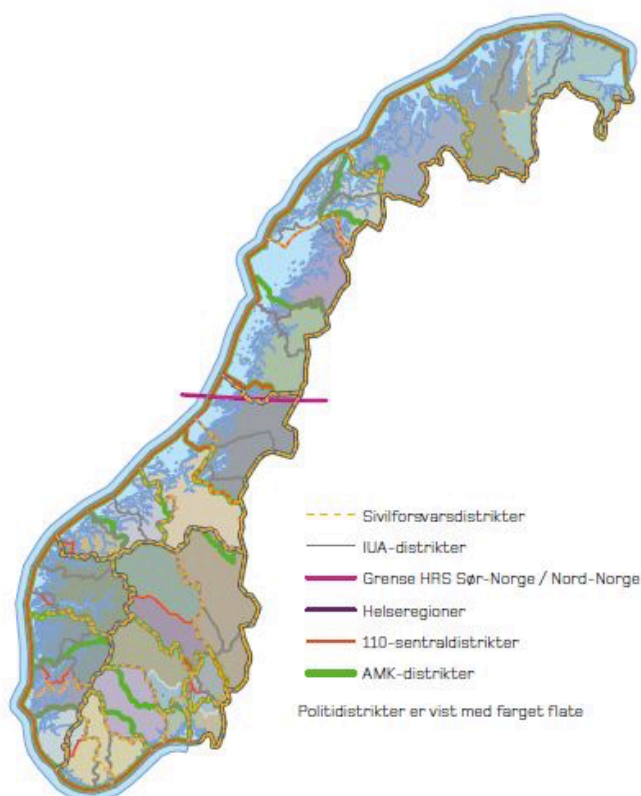 Sivilforsvarsdistrikter
IUA-distrikter
Grense HRS Sør-Norge / Nord-Norge
Helseregioner
110-sentraldistrikter
AMK-distrikter
Politidistrikter er vist med farget flate